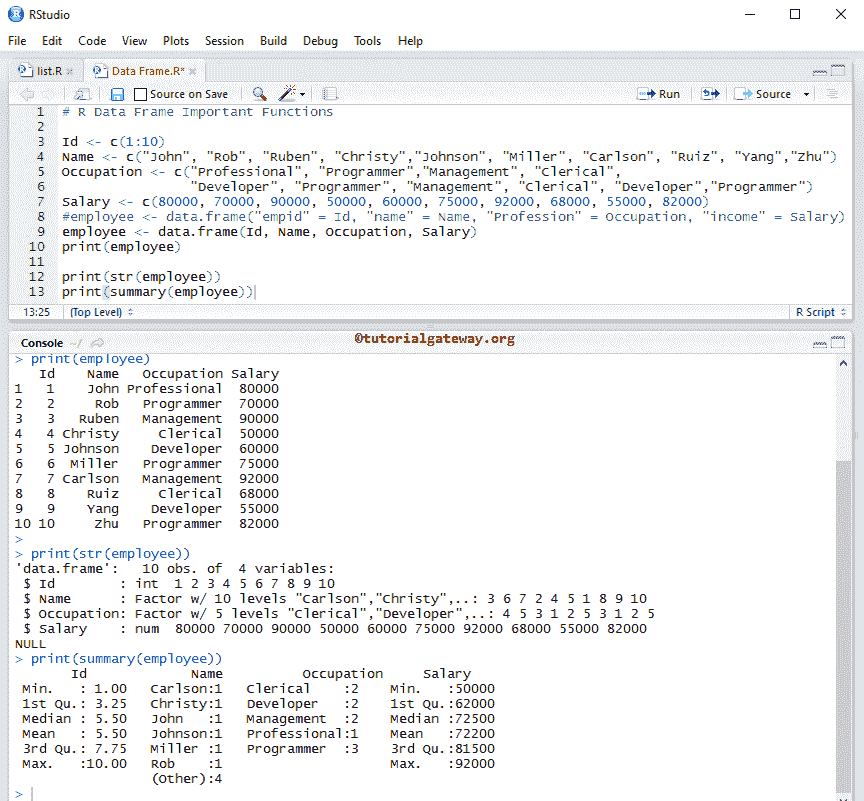 RStudio
File Edit Code View Plots Session Build Debug Tools Help
list.R Data Frame.R*
Source on Save Run Source
1 # R Data Frame Important Functions
2
3 Id <- c(1:10)
4 Name <- c("John", "Rob", "Ruben", "Christy","Johnson", "Miller", "Carlson", "Ruiz", "Yang","Zhu")
5 Occupation <- c("Professional", "Programmer","Management", "Clerical",
6 "Developer", "Programmer", "Management", "Clerical", "Developer","Programmer")
7 Salary <- c(80000, 70000, 90000, 50000, 60000, 75000, 92000, 68000, 55000, 82000)
8 #employee <- data.frame("empid" = Id, "name" = Name, "Profession" = Occupation, "income" = Salary)
9 employee <- data.frame(Id, Name, Occupation, Salary)
10 print(employee)
11
12 print(str(employee))
13 print(summary(employee))
13:25 (Top Level) R Script
Console ~/ @tutorialgateway.org
> print(employee)
   Id    Name   Occupation Salary
1   1    John Professional  80000
2   2     Rob   Programmer  70000
3   3   Ruben   Management  90000
4   4 Christy     Clerical  50000
5   5 Johnson    Developer  60000
6   6  Miller   Programmer  75000
7   7 Carlson   Management  92000
8   8    Ruiz     Clerical  68000
9   9    Yang    Developer  55000
10 10     Zhu   Programmer  82000
>
> print(str(employee))
'data.frame':   10 obs. of  4 variables:
 $ Id        : int  1 2 3 4 5 6 7 8 9 10
 $ Name      : Factor w/ 10 levels "Carlson","Christy",..: 3 6 7 2 4 5 1 8 9 10
 $ Occupation: Factor w/ 5 levels "Clerical","Developer",..: 4 5 3 1 2 5 3 1 2 5
 $ Salary    : num  80000 70000 90000 50000 60000 75000 92000 68000 55000 82000
NULL
> print(summary(employee))
       Id             Name          Occupation     Salary
 Min.   : 1.00   Carlson:1   Clerical    :2    Min.   :50000
 1st Qu.: 3.25   Christy:1   Developer   :2    1st Qu.:62000
 Median : 5.50   John   :1   Management  :2    Median :72500
 Mean   : 5.50   Johnson:1   Professional:1    Mean   :72200
 3rd Qu.: 7.75   Miller :1   Programmer  :3    3rd Qu.:81500
 Max.   :10.00   Rob    :1                     Max.   :92000
                 (Other):4
>